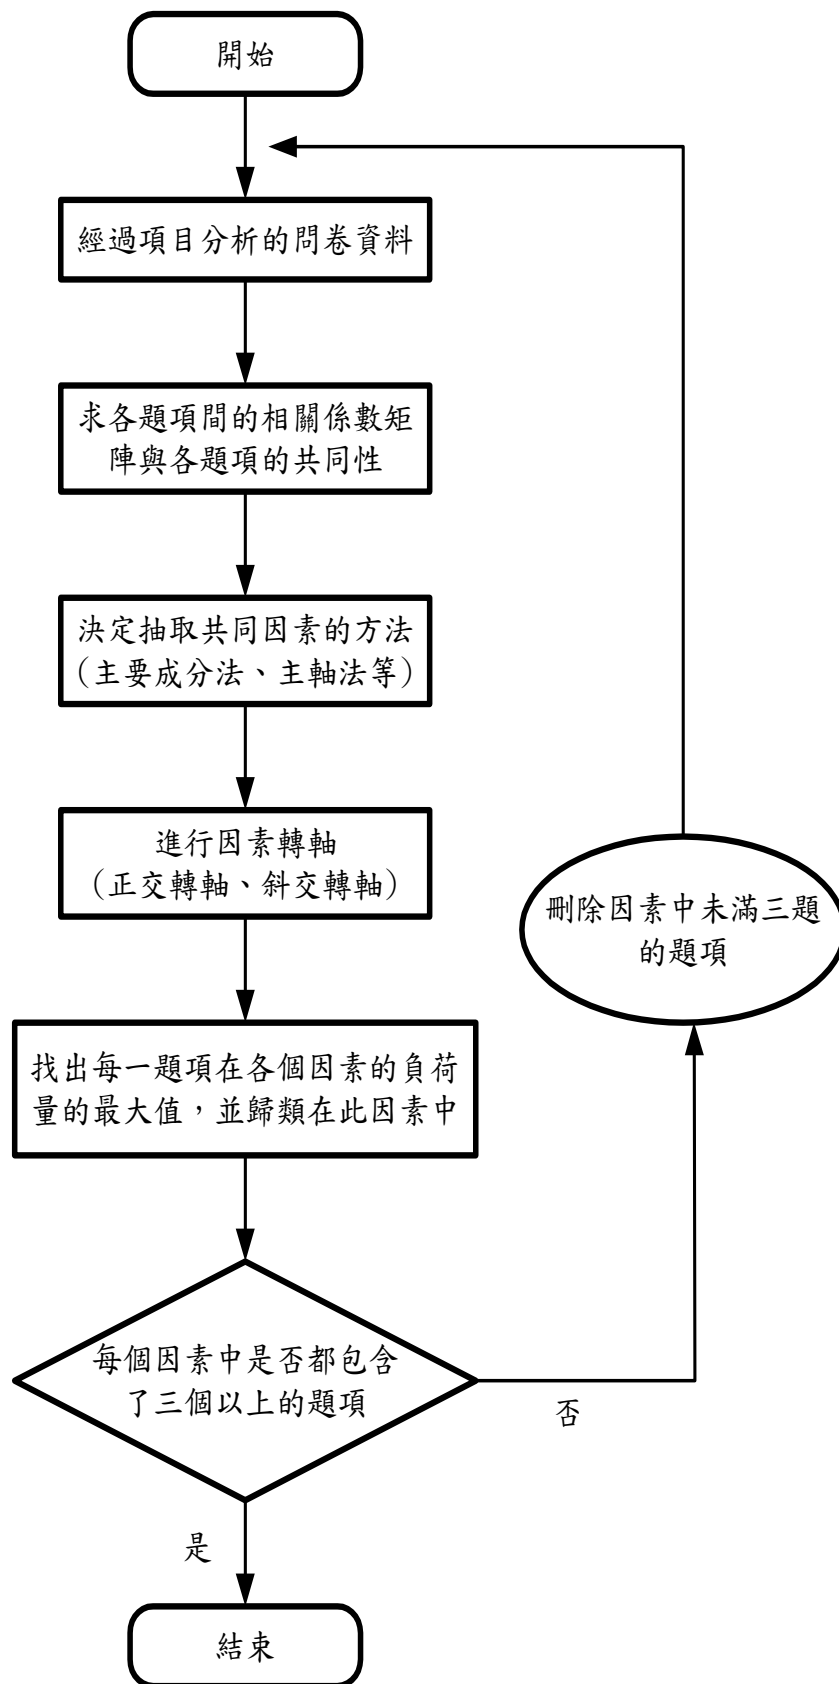 開始
經過項目分析的問卷資料
求各題項間的相關係數矩
陣與各題項的共同性
決定抽取共同因素的方法
（主要成分法、主軸法等）
進行因素轉軸
（正交轉軸、斜交轉軸）
刪除因素中未滿三題
的題項
找出每一題項在各個因素的負荷
量的最大值，並歸類在此因素中
每個因素中是否都包含
了三個以上的題項
否
是
結束